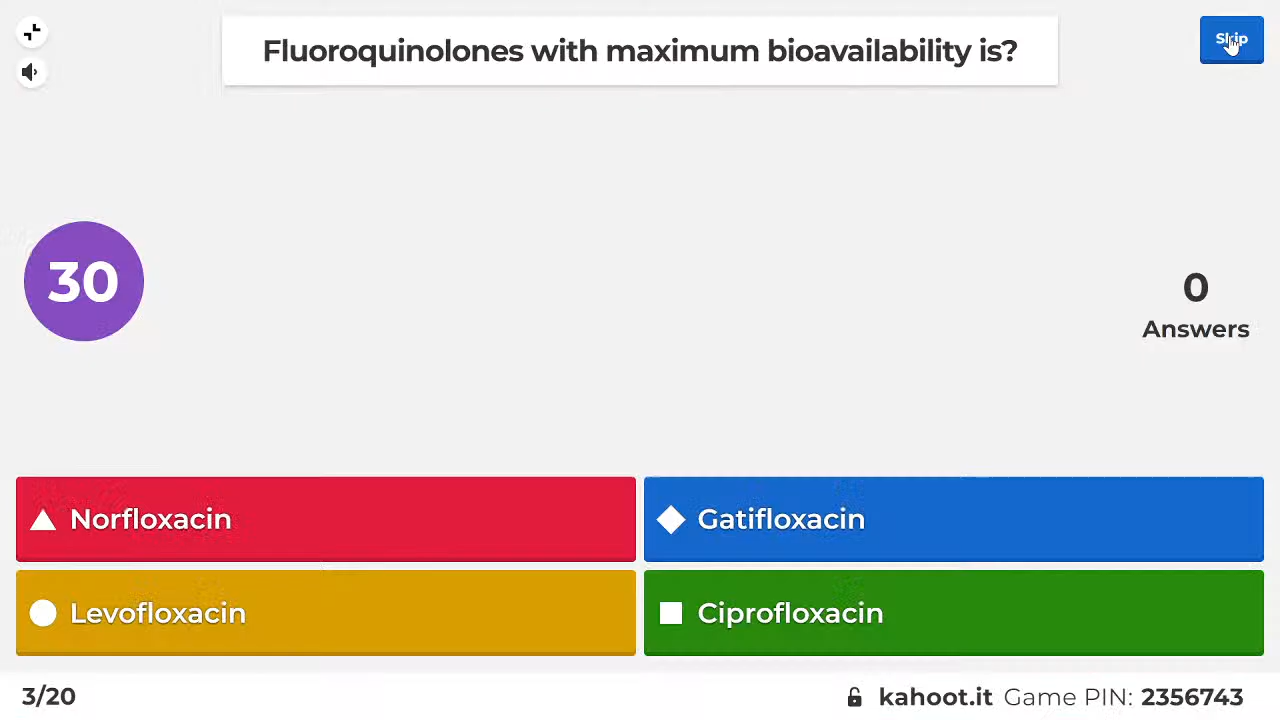 Fluoroquinolones with maximum bioavailability is?
Skip
30
0
Answers
Norfloxacin
Gatifloxacin
Levofloxacin
Ciprofloxacin
3/20
kahoot.it Game PIN: 2356743